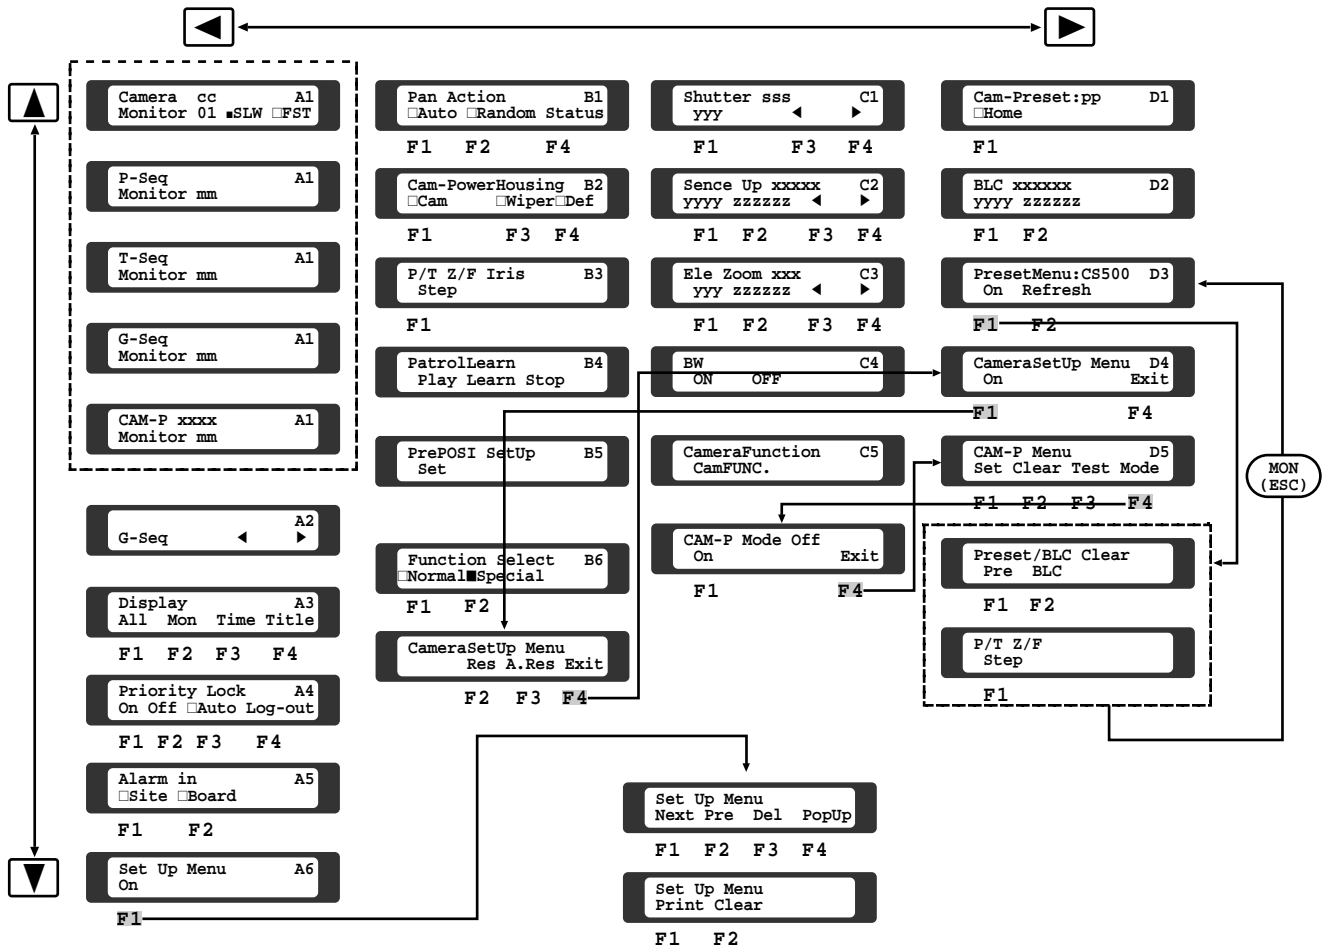 Camera cc A1
Monitor 01 ■SLW □FST
P-Seq A1
Monitor mm
T-Seq A1
Monitor mm
G-Seq A1
Monitor mm
CAM-P xxxx A1
Monitor mm
A2
G-Seq ◀ ▶
Display A3
All Mon Time Title
F1 F2 F3 F4
Priority Lock A4
On Off □Auto Log-out
F1 F2 F3 F4
Alarm in A5
□Site □Board
F1 F2
Set Up Menu A6
On
F1
Pan Action B1
□Auto □Random Status
F1 F2 F4
Cam-PowerHousing B2
□Cam □Wiper□Def
F1 F3 F4
P/T Z/F Iris B3
Step
F1
PatrolLearn B4
Play Learn Stop
PrePOSI SetUp B5
Set
Function Select B6
□Normal■Special
F1 F2
CameraSetUp Menu
Res A.Res Exit
F2 F3 F4
Shutter sss C1
yyy ◀ ▶
F1 F3 F4
Sence Up xxxxx C2
yyyy zzzzzz ◀ ▶
F1 F2 F3 F4
Ele Zoom xxx C3
yyy zzzzzz ◀ ▶
F1 F2 F3 F4
BW C4
ON OFF
CameraFunction C5
CamFUNC.
CAM-P Mode Off
On Exit
F1 F4
Set Up Menu
Next Pre Del PopUp
F1 F2 F3 F4
Set Up Menu
Print Clear
F1 F2
Cam-Preset:pp D1
□Home
F1
BLC xxxxxx D2
yyyy zzzzzz
F1 F2
PresetMenu:CS500 D3
On Refresh
F1 F2
CameraSetUp Menu D4
On Exit
F1 F4
CAM-P Menu D5
Set Clear Test Mode
F1 F2 F3 F4
Preset/BLC Clear
Pre BLC
F1 F2
P/T Z/F
Step
F1
MON
(ESC)